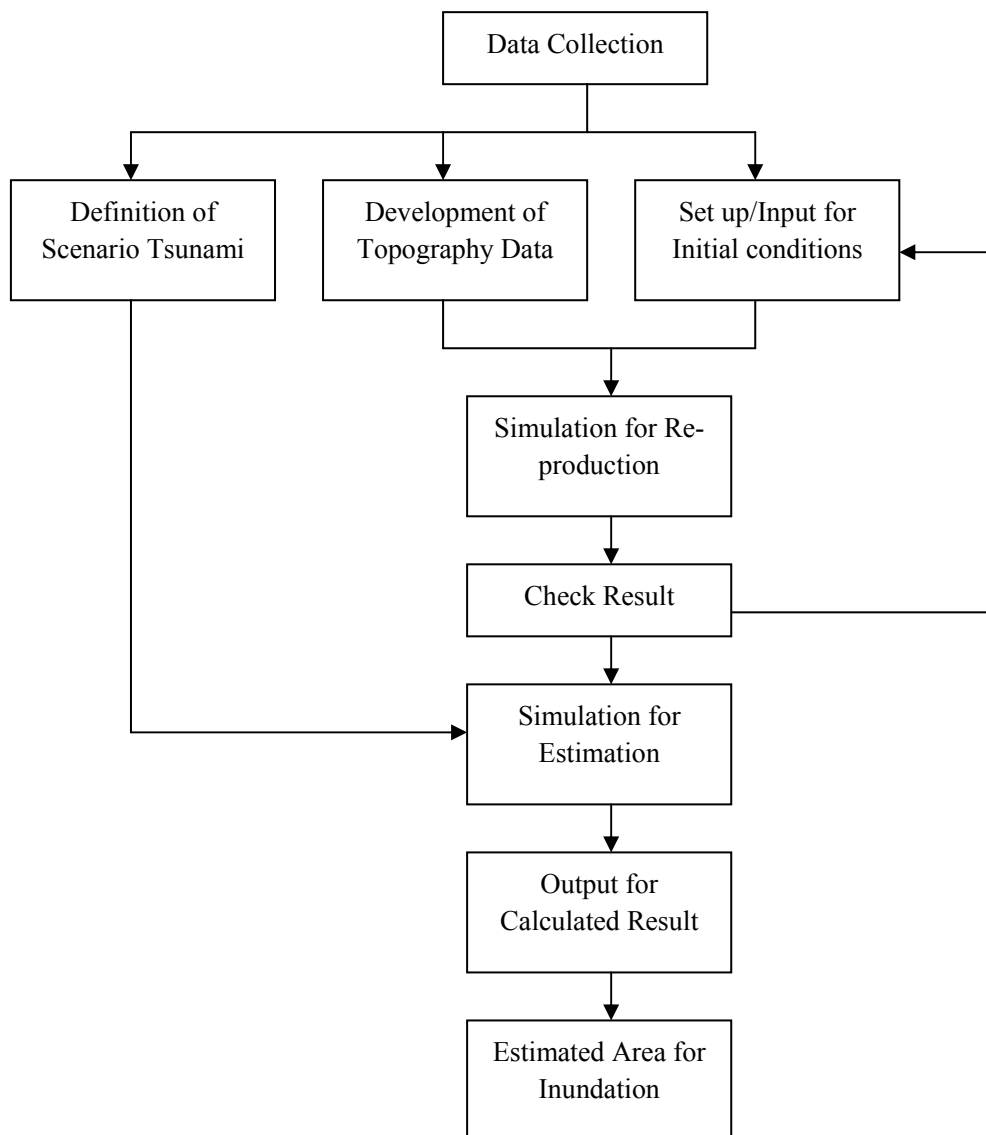 Data Collection
Definition of
Scenario Tsunami
Development of
Topography Data
Set up/Input for
Initial conditions
Simulation for Re-
production
Check Result
Simulation for
Estimation
Output for
Calculated Result
Estimated Area for
Inundation